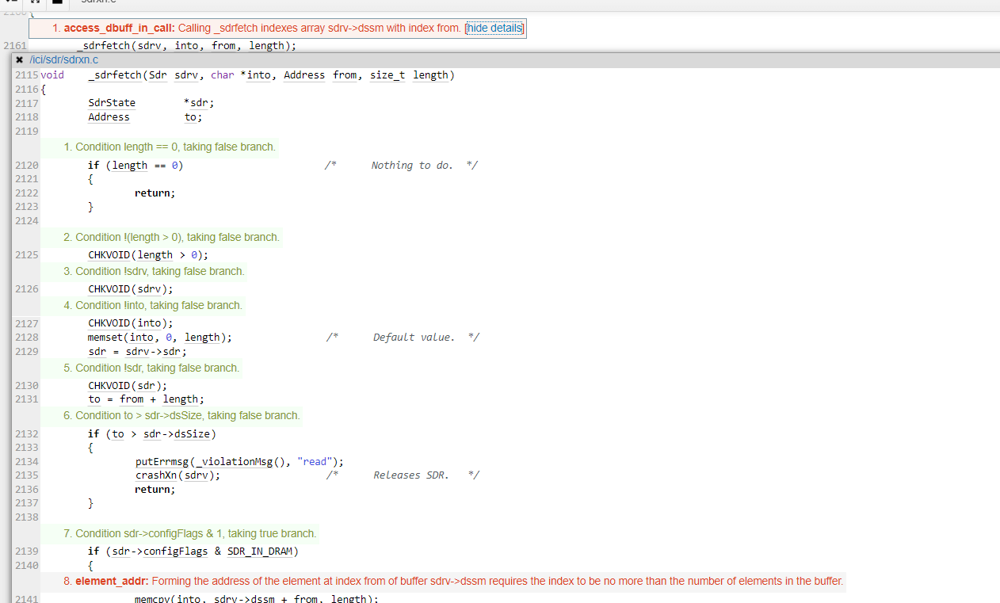 sdrxn.c
2160 {
1. access_dbuff_in_call: Calling _sdrfetch indexes array sdrv->dssm with index from. [hide details]
2161 _sdrfetch(sdrv, into, from, length);
✖ /ici/sdr/sdrxn.c
2115 void _sdrfetch(Sdr sdrv, char *into, Address from, size_t length)
2116 {
2117 SdrState *sdr;
2118 Address to;
2119
1. Condition length == 0, taking false branch.
2120 if (length == 0) /* Nothing to do. */
2121 {
2122 return;
2123 }
2124
2. Condition !(length > 0), taking false branch.
2125 CHKVOID(length > 0);
3. Condition !sdrv, taking false branch.
2126 CHKVOID(sdrv);
4. Condition !into, taking false branch.
2127 CHKVOID(into);
2128 memset(into, 0, length); /* Default value. */
2129 sdr = sdrv->sdr;
5. Condition !sdr, taking false branch.
2130 CHKVOID(sdr);
2131 to = from + length;
6. Condition to > sdr->dsSize, taking false branch.
2132 if (to > sdr->dsSize)
2133 {
2134 putErrmsg(_violationMsg(), "read");
2135 crashXn(sdrv); /* Releases SDR. */
2136 return;
2137 }
2138
7. Condition sdr->configFlags & 1, taking true branch.
2139 if (sdr->configFlags & SDR_IN_DRAM)
2140 {
8. element_addr: Forming the address of the element at index from of buffer sdrv->dssm requires the index to be no more than the number of elements in the buffer.
2141 memcpy(into, sdrv->dssm + from, length);